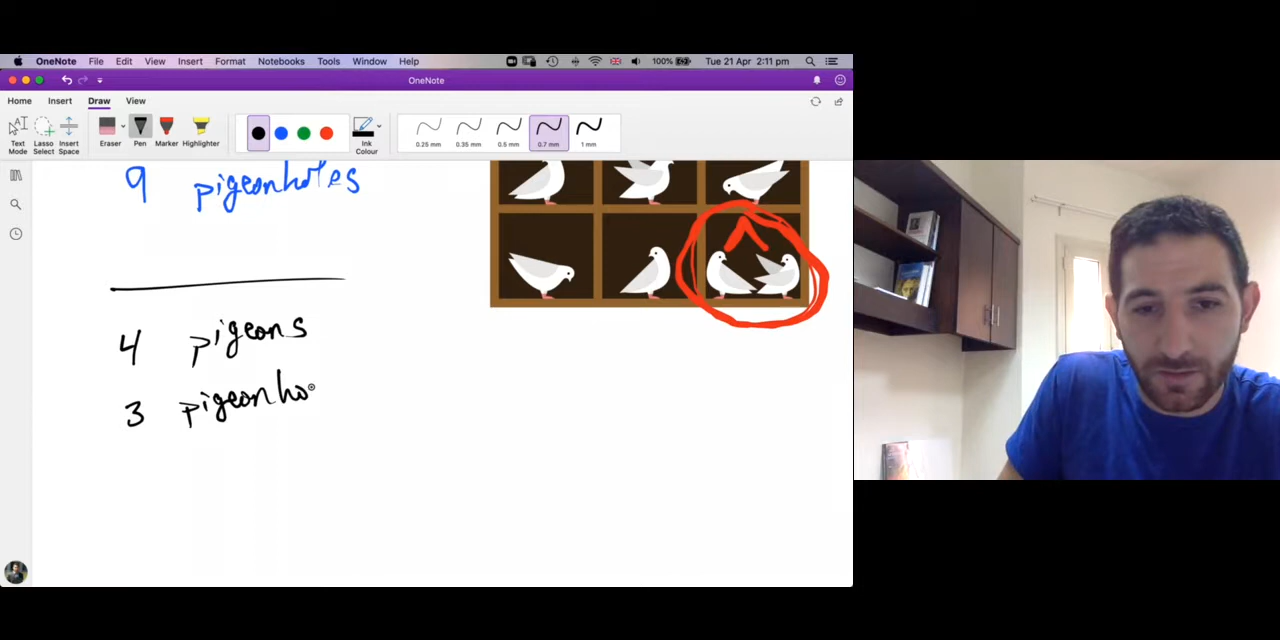 OneNote File Edit View Insert Format Notebooks Tools Window Help 100% Tue 21 Apr 2:11 pm
OneNote
Home Insert Draw View
Text Mode Lasso Select Insert Space Eraser Pen Marker Highlighter Ink Colour 0.25 mm 0.35 mm 0.5 mm 0.7 mm 1 mm
9 pigeonholes
4 pigeons
3 pigeonho